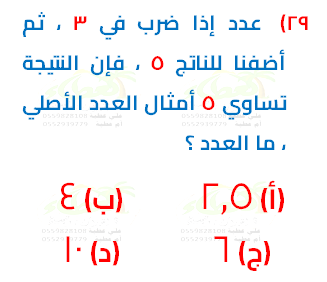 ٢٩) عدد إذا ضرب في ٣ ، ثم
أضفنا للناتج ٥ ، فإن النتيجة
تساوي ٥ أمثال العدد الأصلي
، ما العدد ؟
(أ) ٢,٥ (ب) ٤
(ج) ٦ (د) ١٠